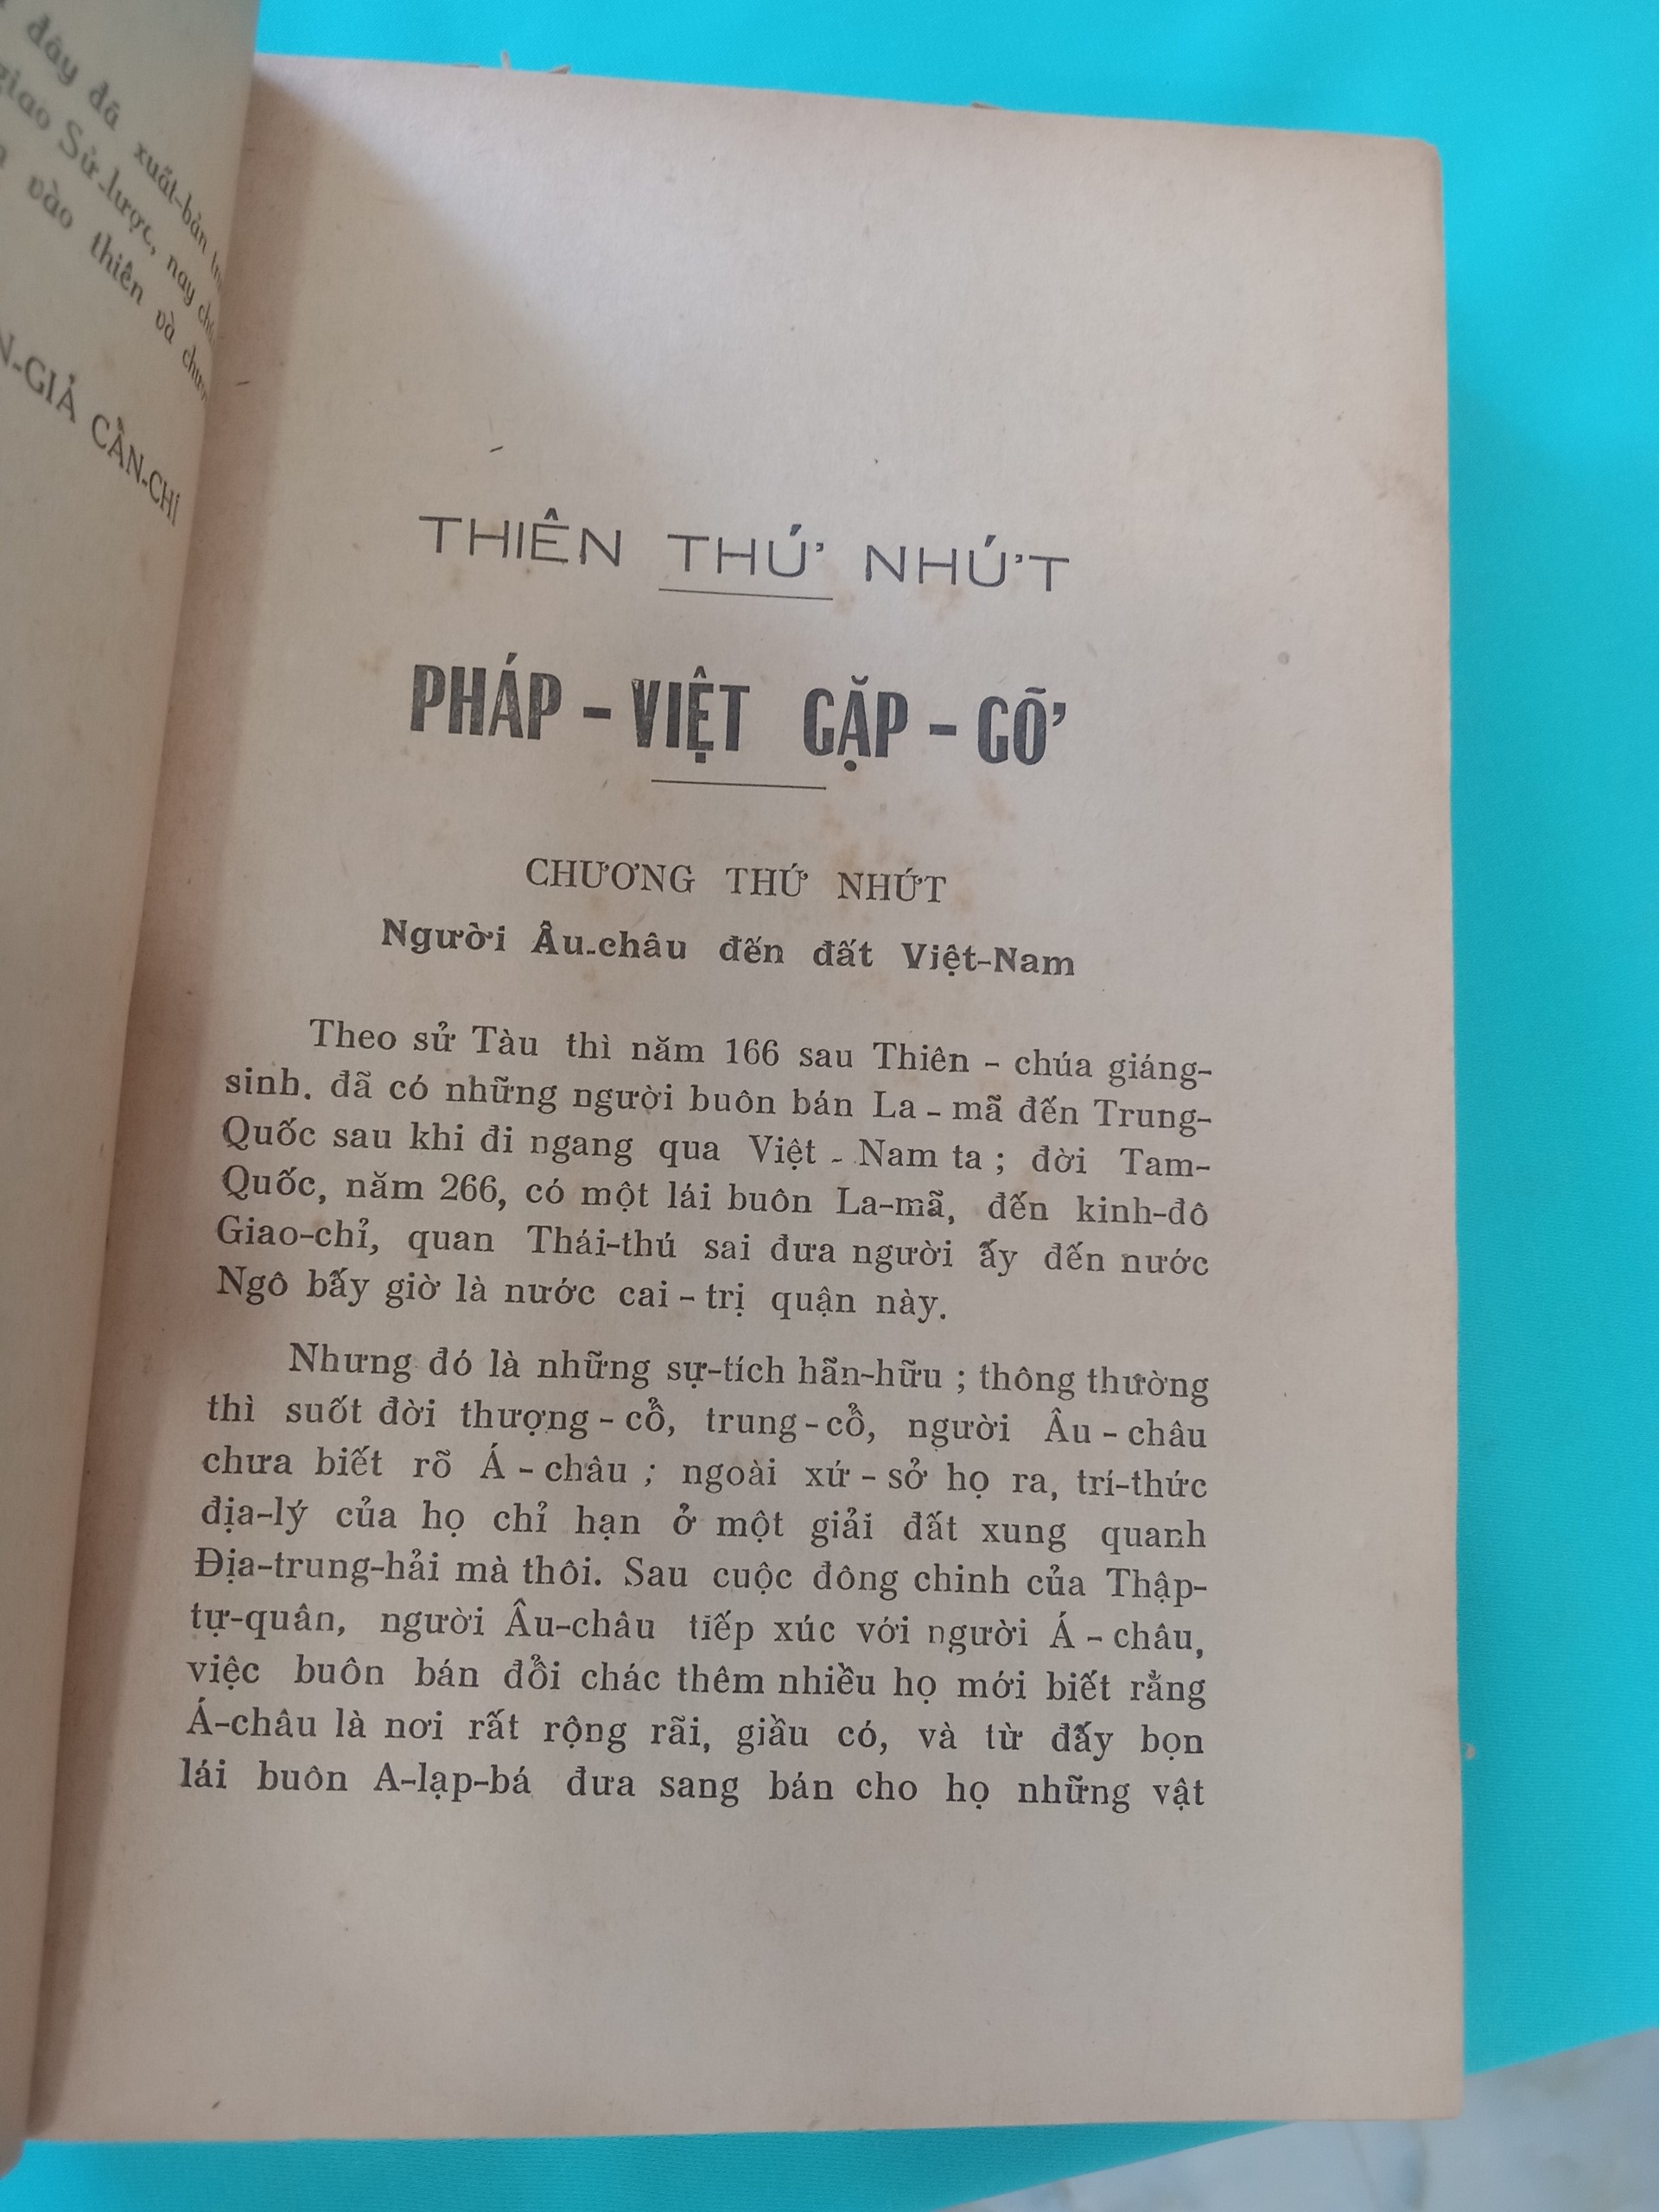 đây đã xuất-bản
giao Sử-lược, nay
vào thiên và
CẦN-CHÍ
THIÊN THỨ NHỨT
PHÁP - VIỆT GẶP - GỠ
CHƯƠNG THỨ NHỨT
Người Âu-châu đến đất Việt-Nam
Theo sử Tàu thì năm 166 sau Thiên - chúa giáng-
sinh. đã có những người buôn bán La - mã đến Trung-
Quốc sau khi đi ngang qua Việt - Nam ta ; đời Tam-
Quốc, năm 266, có một lái buôn La-mã, đến kinh-đô
Giao-chỉ, quan Thái-thú sai đưa người ấy đến nước
Ngô bấy giờ là nước cai - trị quận này.
Nhưng đó là những sự-tích hãn-hữu ; thông thường
thì suốt đời thượng - cổ, trung - cổ, người Âu - châu
chưa biết rõ Á - châu ; ngoài xứ - sở họ ra, trí-thức
địa-lý của họ chỉ hạn ở một giải đất xung quanh
Địa-trung-hải mà thôi. Sau cuộc đông chinh của Thập-
tự-quân, người Âu-châu tiếp xúc với người Á - châu,
việc buôn bán đổi chác thêm nhiều họ mới biết rằng
Á-châu là nơi rất rộng rãi, giầu có, và từ đấy bọn
lái buôn A-lạp-bá đưa sang bán cho họ những vật